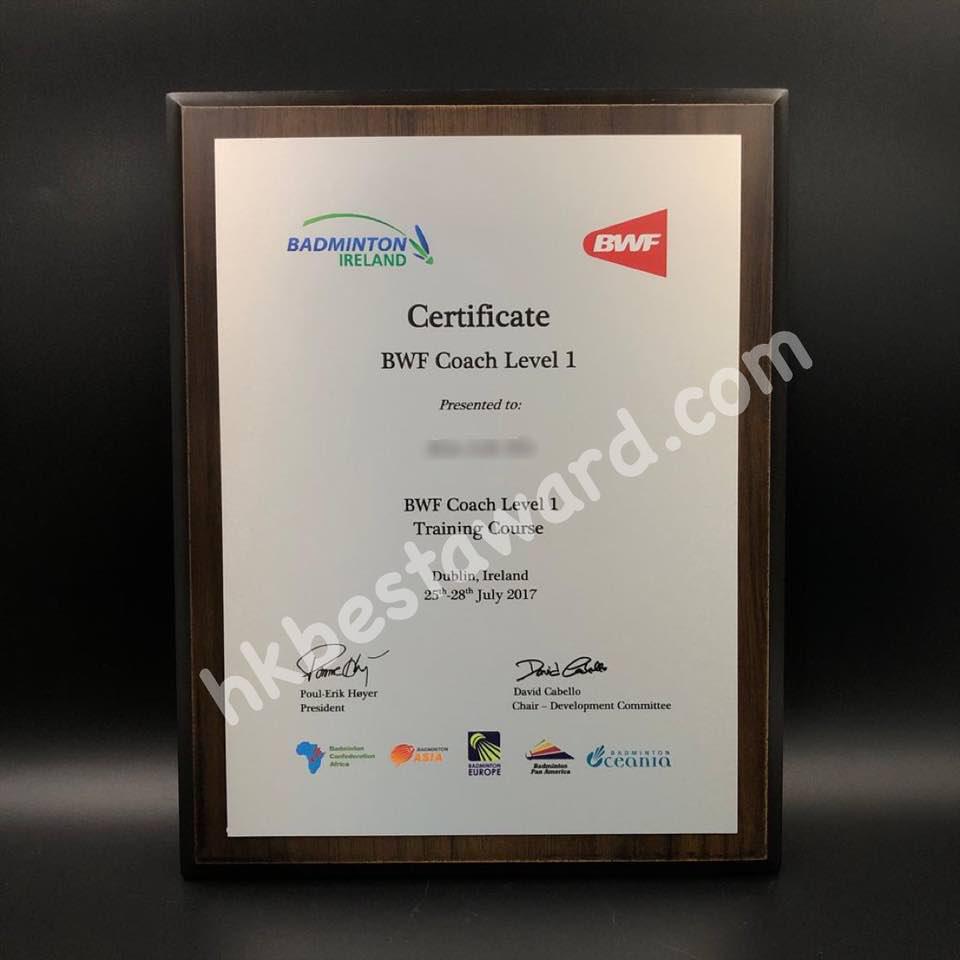 BADMINTON
IRELAND
BWF
Certificate
BWF Coach Level 1
Presented to:
BWF Coach Level 1
Training Course
Dublin, Ireland
25th-28th July 2017
Poul-Erik Høyer
President
David Cabello
Chair – Development Committee
Badminton
Confederation
Africa
BADMINTON
ASIA
BADMINTON
EUROPE
Badminton
Pan America
BADMINTON
Oceania
hkbestaward.com